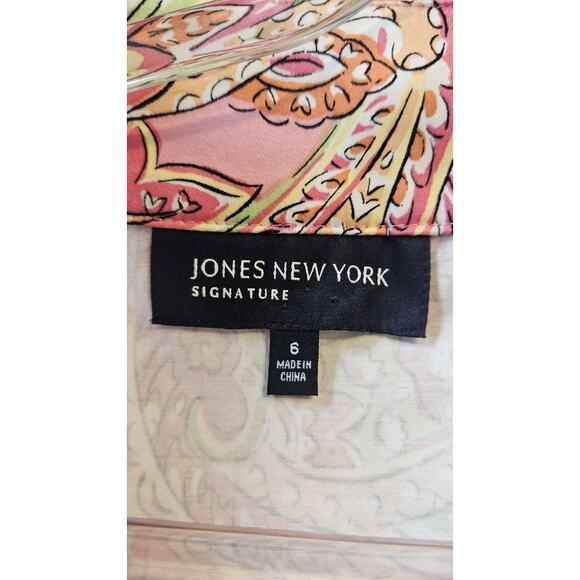 JONES NEW YORK
SIGNATURE
6
MADE IN
CHINA